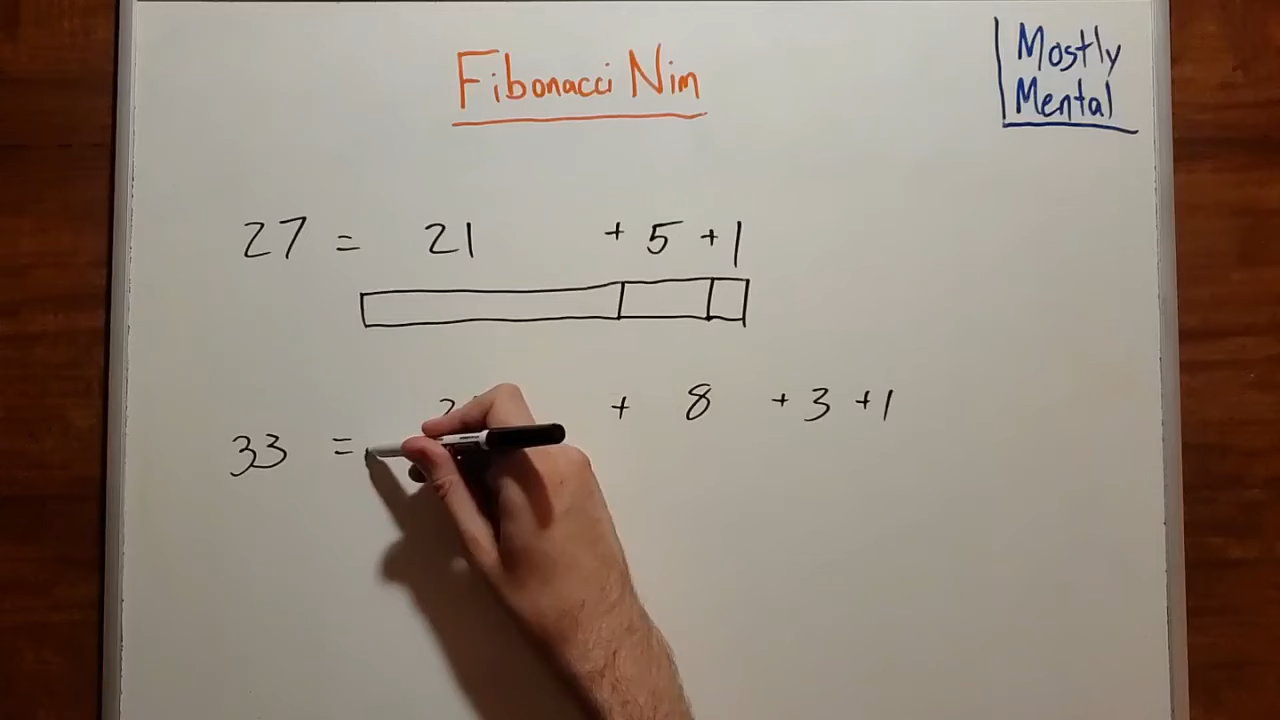 Fibonacci Nim
Mostly
Mental
27 = 21 + 5 + 1
+ 8 + 3 + 1
33 =